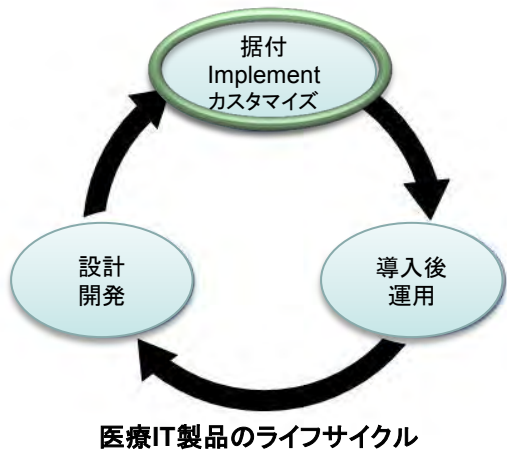 据付
Implement
カスタマイズ
設計
開発
導入後
運用
医療IT製品のライフサイクル